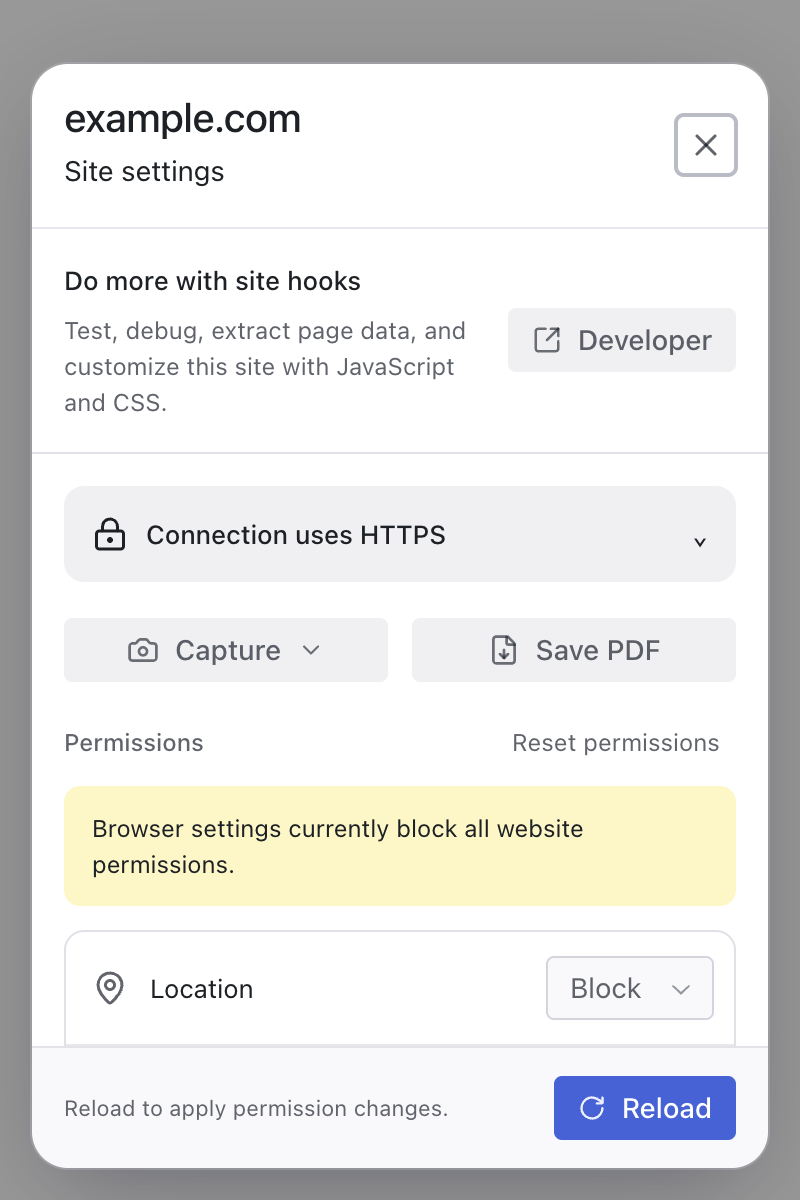 example.com
Site settings
Do more with site hooks
Test, debug, extract page data, and
customize this site with JavaScript
and CSS.
Developer
Connection uses HTTPS
Capture
Save PDF
Permissions
Reset permissions
Browser settings currently block all website
permissions.
Location
Block
Reload to apply permission changes.
Reload